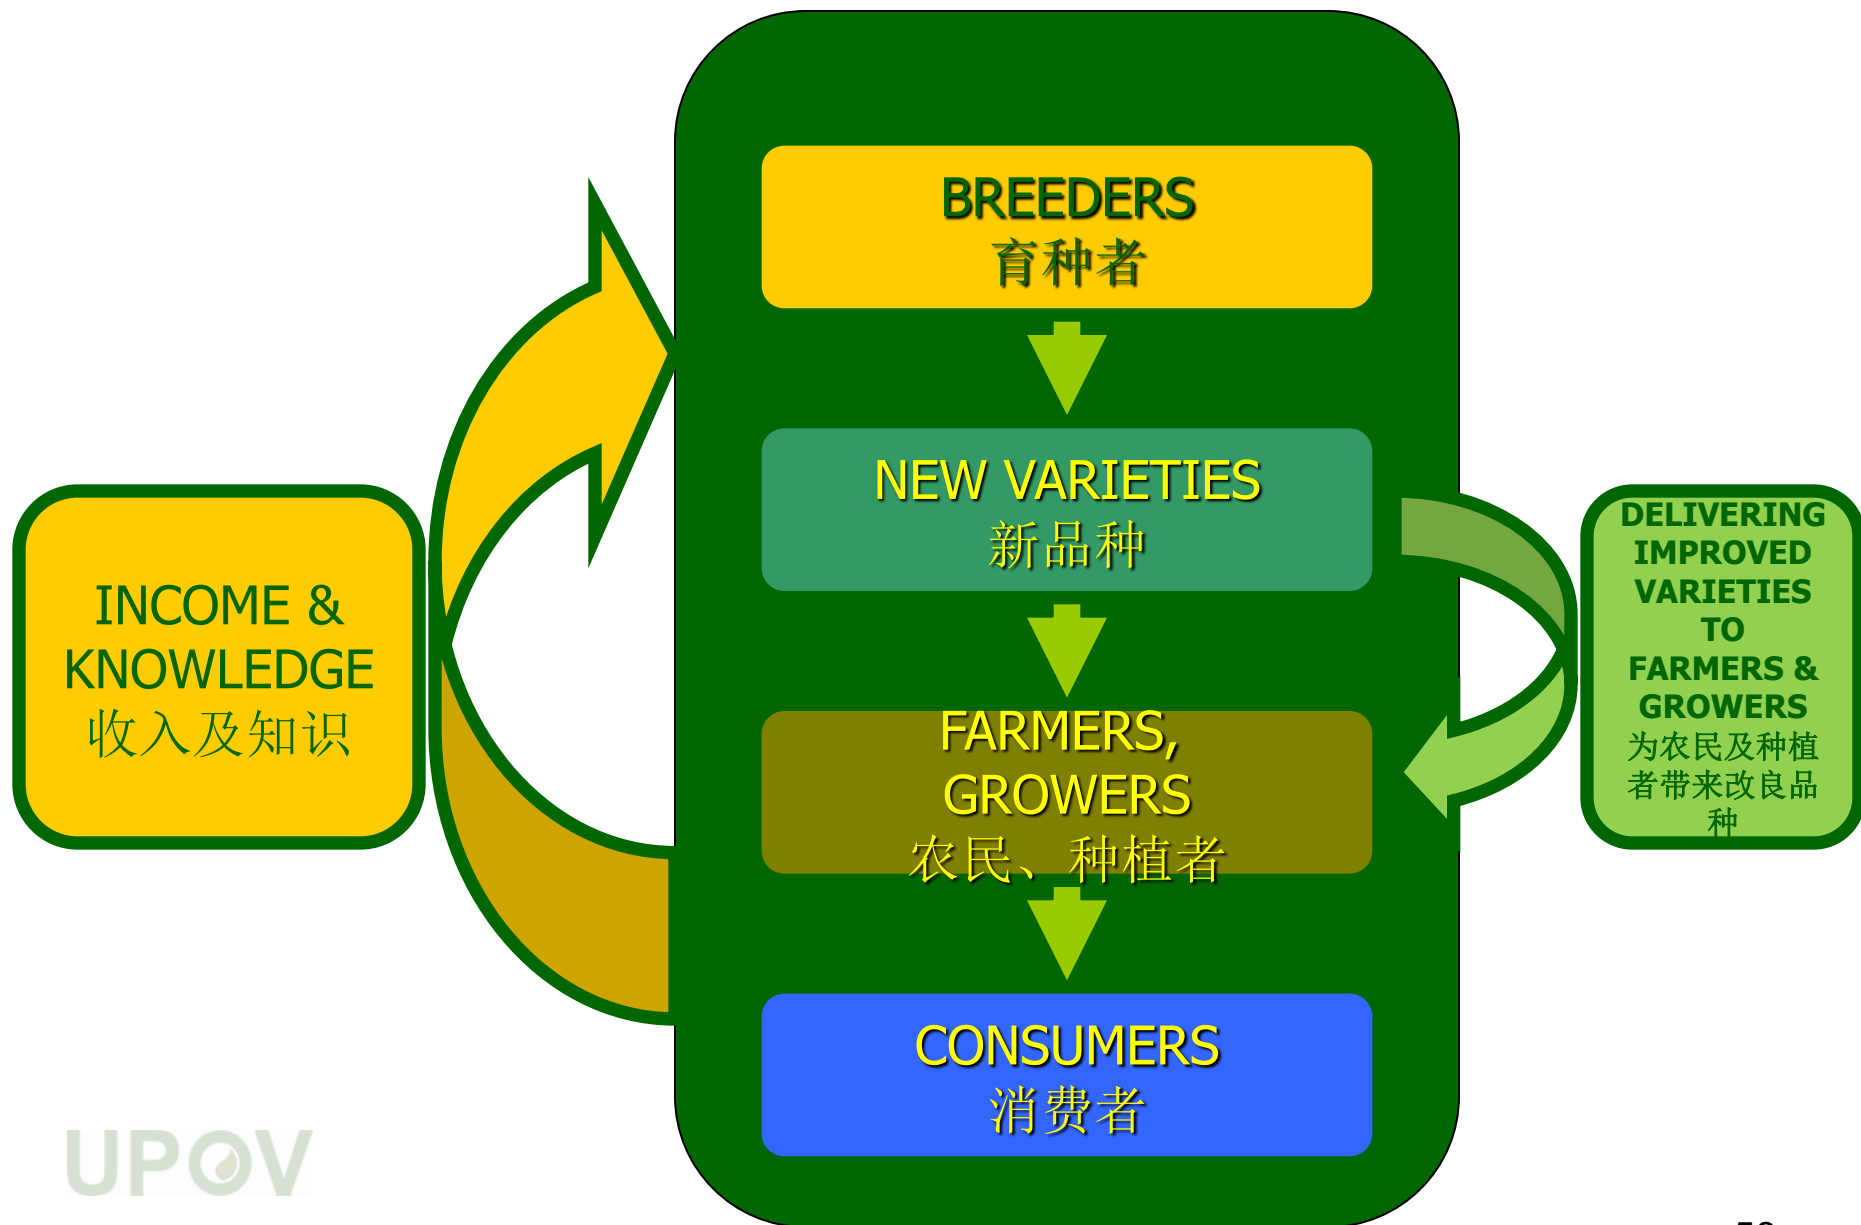 BREEDERS
育种者
NEW VARIETIES
新品种
FARMERS,
GROWERS
农民、种植者
CONSUMERS
消费者
INCOME &
KNOWLEDGE
收入及知识
DELIVERING
IMPROVED
VARIETIES
TO
FARMERS &
GROWERS
为农民及种植
者带来改良品
种
UPOV